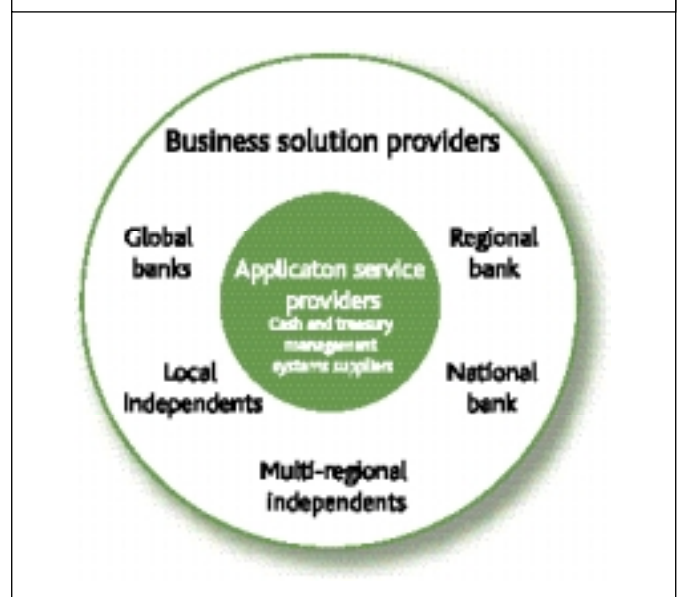 Business solution providers
Global
banks
Regional
bank
Applicaton service
providers
Cash and treasury
management
systems suppliers
Local
independents
National
bank
Multi-regional
independents